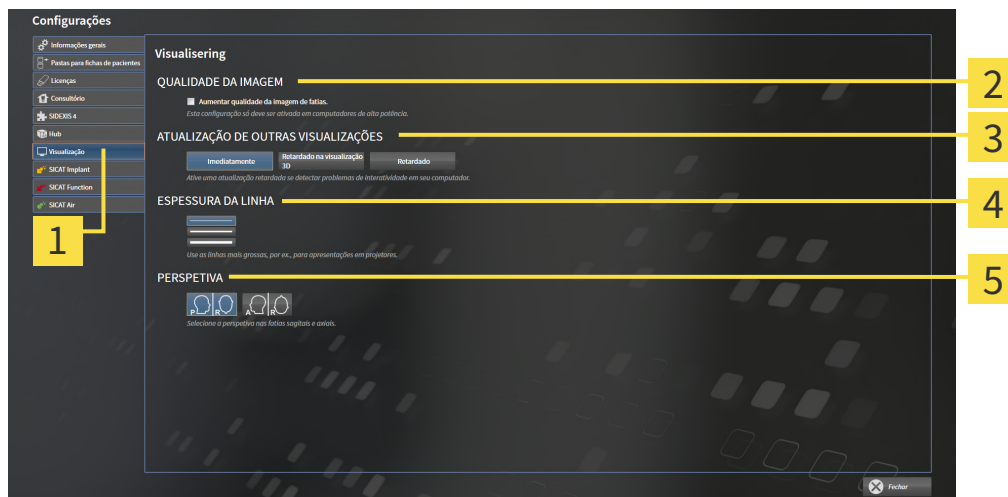 Configurações
Informações gerais
Pastas para fichas de pacientes
Licenças
Consultório
SIDEXIS 4
Hub
Visualização
SICAT Implant
SICAT Function
SICAT Air
1
Visualisering
QUALIDADE DA IMAGEM
2
Aumentar qualidade da imagem de fatias.
Esta configuração só deve ser ativada em computadores de alta potência.
ATUALIZAÇÃO DE OUTRAS VISUALIZAÇÕES
3
Imediatamente
Retardado na visualização
3D
Retardado
Ative uma atualização retardada se detectar problemas de interatividade em seu computador.
ESPESSURA DA LINHA
4
Use as linhas mais grossas, por ex., para apresentações em projetores.
PERSPETIVA
5
P R
A R
Selecione a perspetiva nas fatias sagitais e axiais.
Fechar